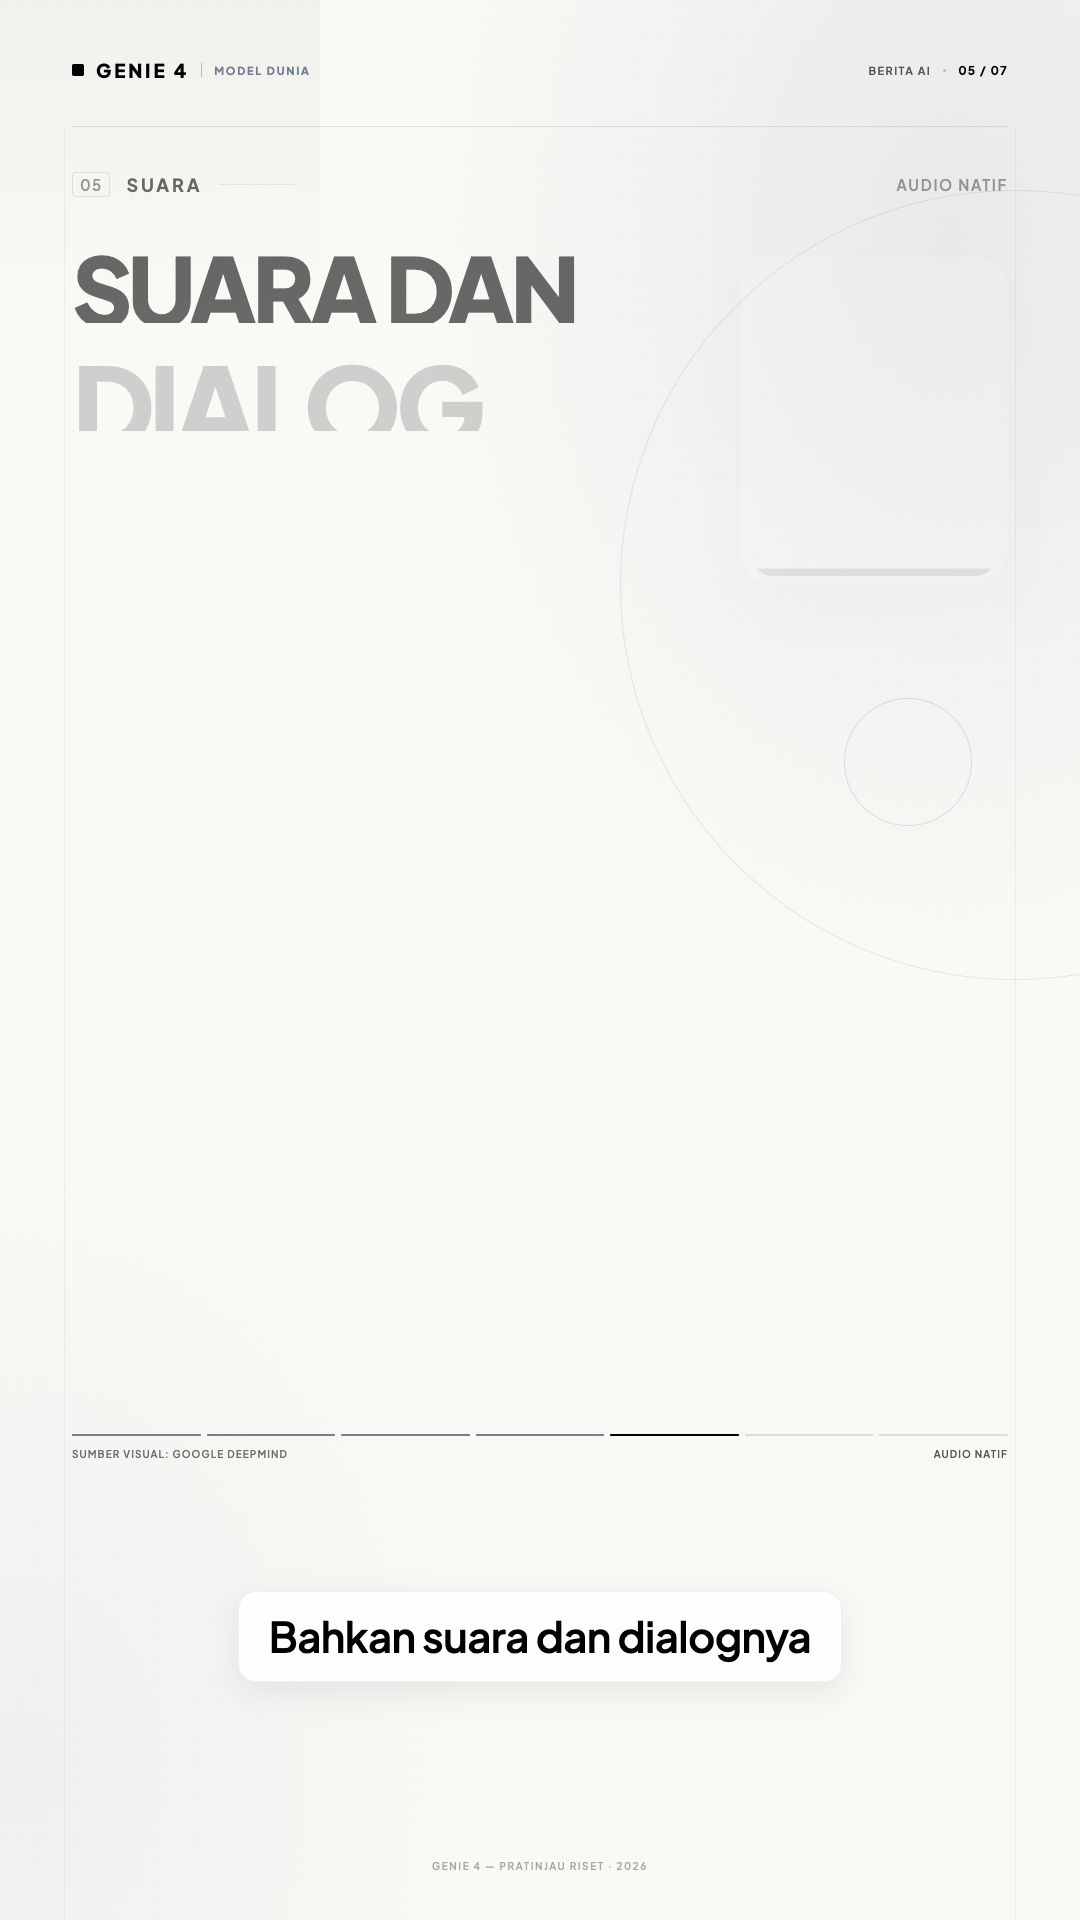 GENIE 4 | MODEL DUNIA
BERITA AI • 05 / 07
05 SUARA
AUDIO NATIF
SUARA DAN
DIALOG
SUMBER VISUAL: GOOGLE DEEPMIND
AUDIO NATIF
Bahkan suara dan dialognya
GENIE 4 — PRATINJAU RISET · 2026